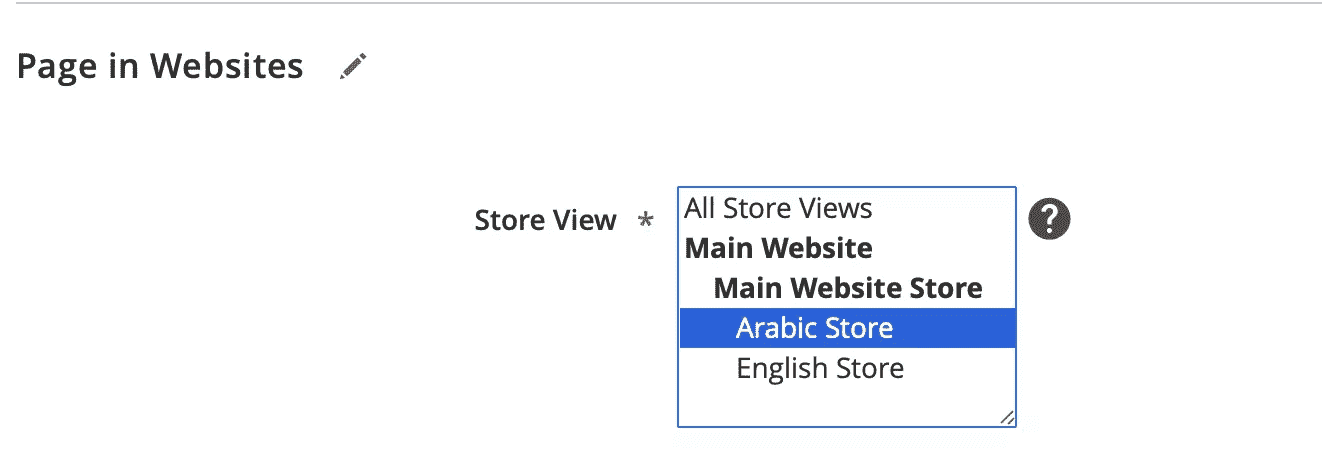 Page in Websites
Store View *
All Store Views
Main Website
Main Website Store
Arabic Store
English Store